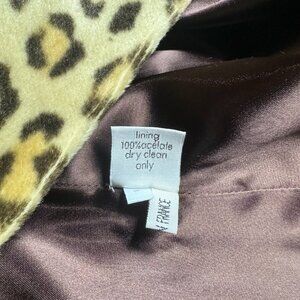 lining
100%acetate
dry clean
only
FRANCE